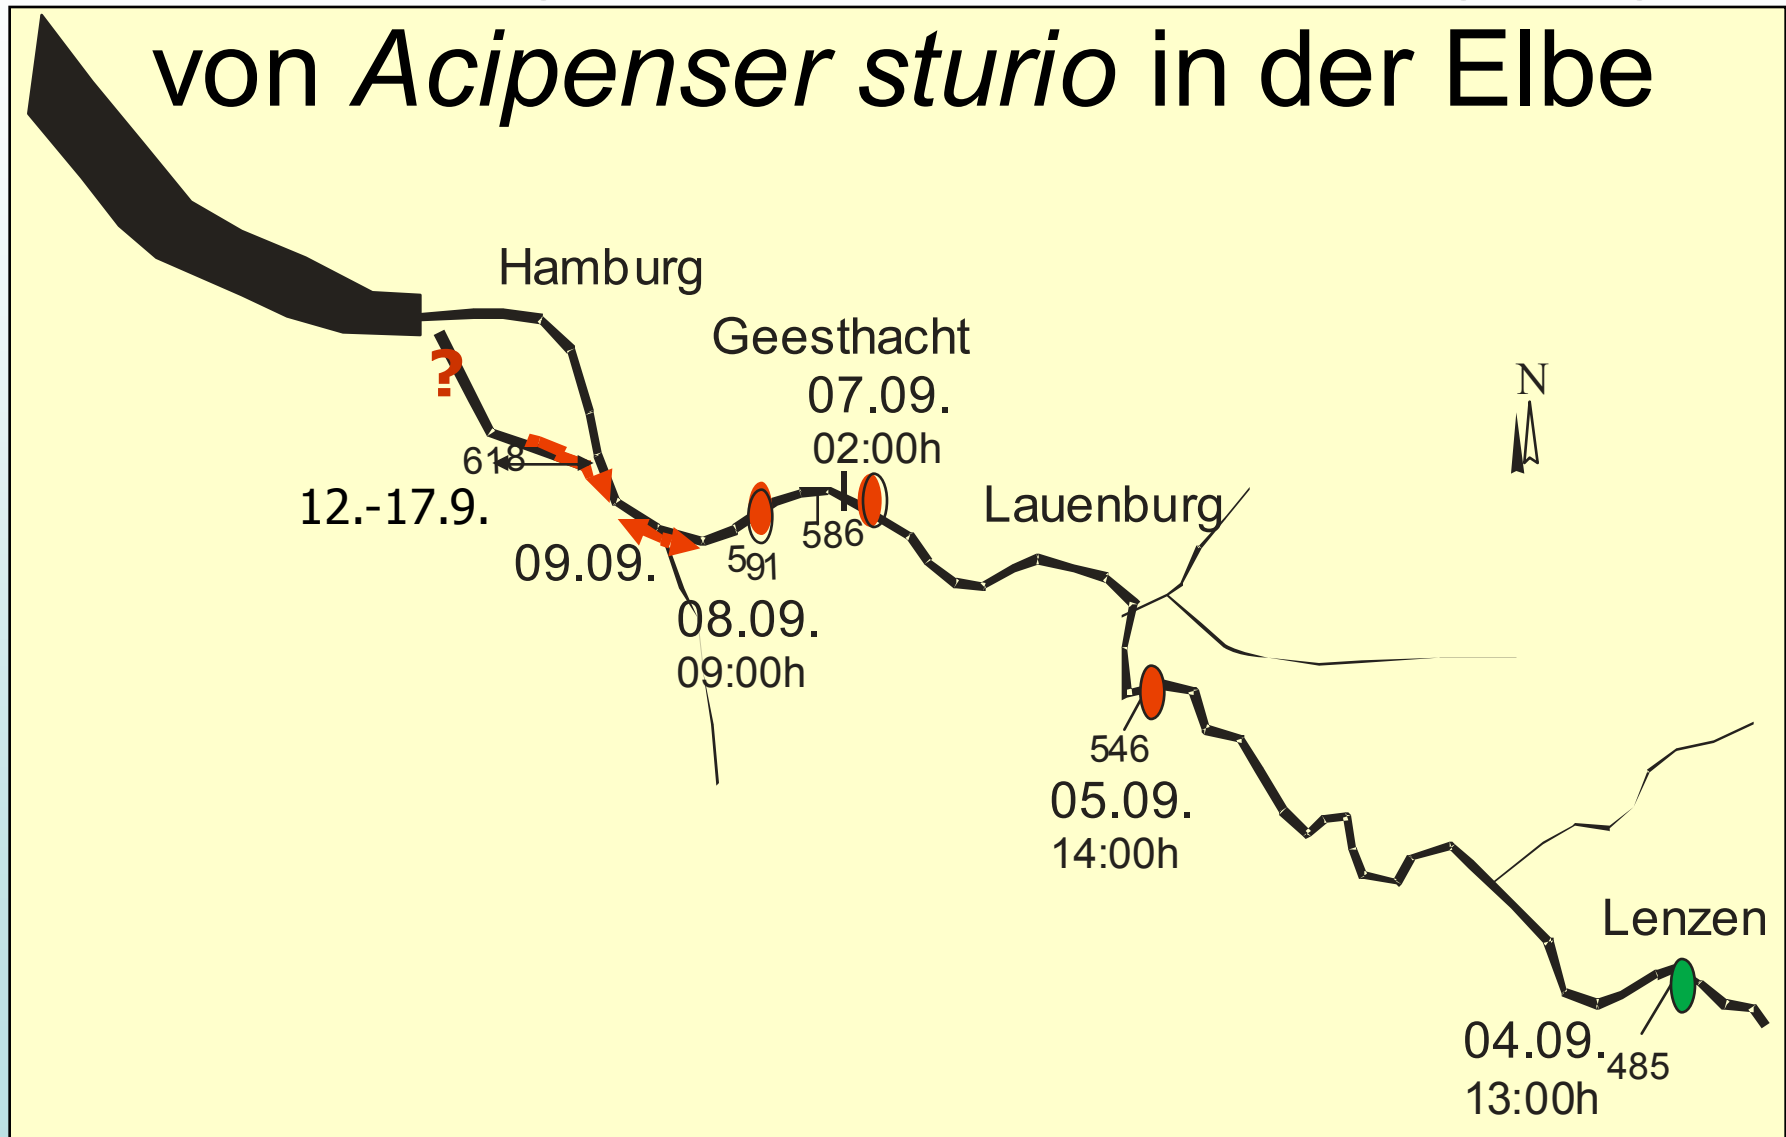 von Acipenser sturio in der Elbe
Hamburg
Geesthacht
07.09.
02:00h
N
?
618
12.-17.9.
Lauenburg
09.09.
591
586
08.09.
09:00h
546
05.09.
14:00h
Lenzen
04.09.
485
13:00h